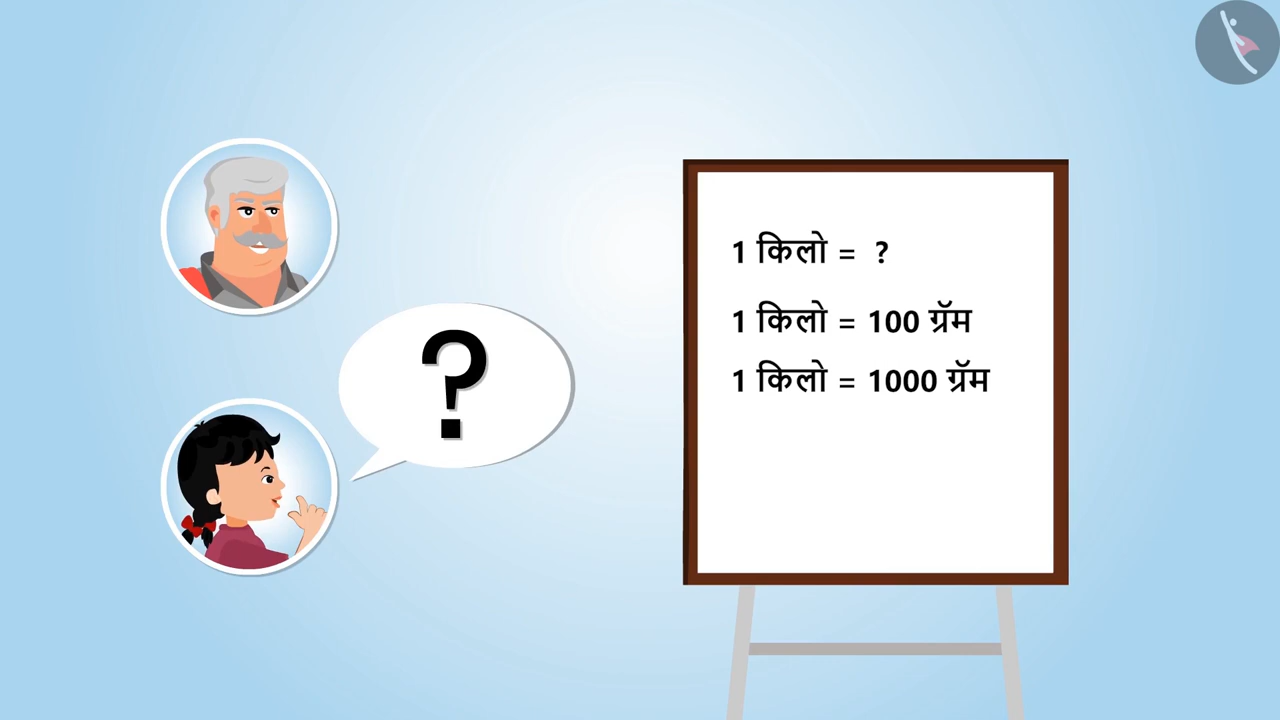 ?
1 किलो = ?
1 किलो = 100 ग्रॅम
1 किलो = 1000 ग्रॅम